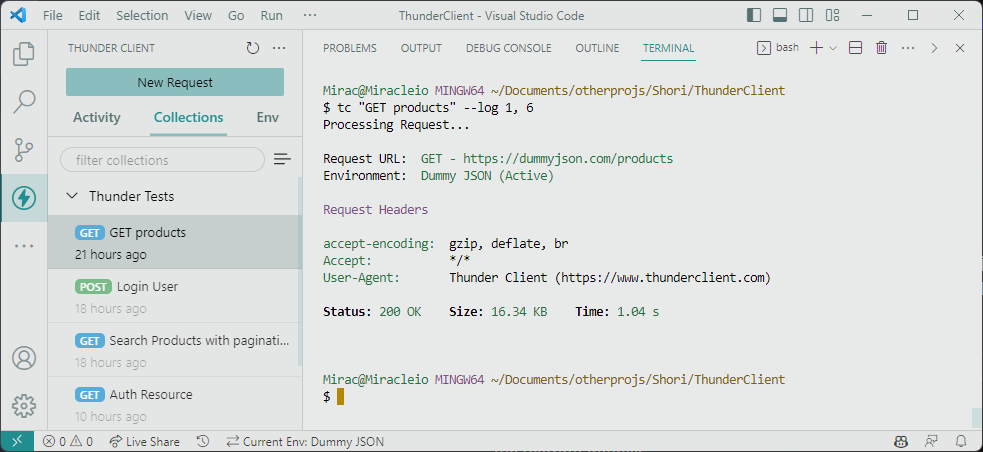 File Edit Selection View Go Run ··· ThunderClient - Visual Studio Code
THUNDER CLIENT
New Request
Activity Collections Env
filter collections
Thunder Tests
GET GET products
21 hours ago
POST Login User
18 hours ago
GET Search Products with paginati...
18 hours ago
GET Auth Resource
10 hours ago
PROBLEMS OUTPUT DEBUG CONSOLE OUTLINE TERMINAL bash
Mirac@Miracleio MINGW64 ~/Documents/otherprojs/Shori/ThunderClient
$ tc "GET products" --log 1, 6
Processing Request...
Request URL: GET - https://dummyjson.com/products
Environment: Dummy JSON (Active)
Request Headers
accept-encoding: gzip, deflate, br
Accept: */*
User-Agent: Thunder Client (https://www.thunderclient.com)
Status: 200 OK Size: 16.34 KB Time: 1.04 s
Mirac@Miracleio MINGW64 ~/Documents/otherprojs/Shori/ThunderClient
$
0 0 Live Share Current Env: Dummy JSON